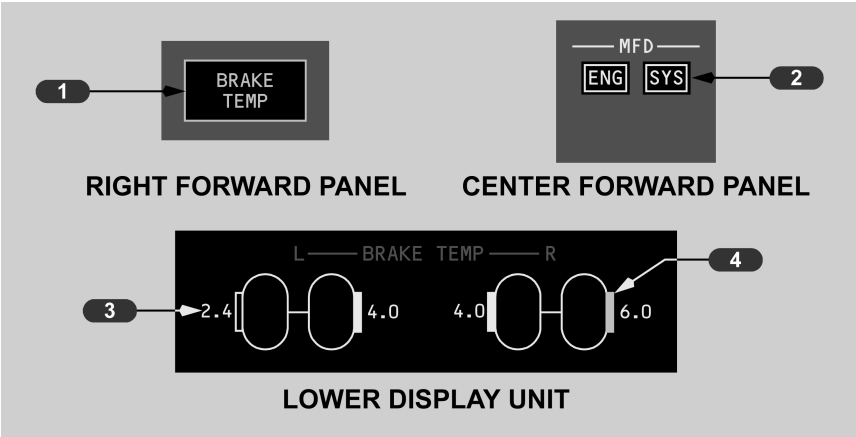 BRAKE
TEMP
1
RIGHT FORWARD PANEL
MFD
ENG SYS
2
CENTER FORWARD PANEL
L BRAKE TEMP R
4
3
2.4 4.0 4.0 6.0
LOWER DISPLAY UNIT